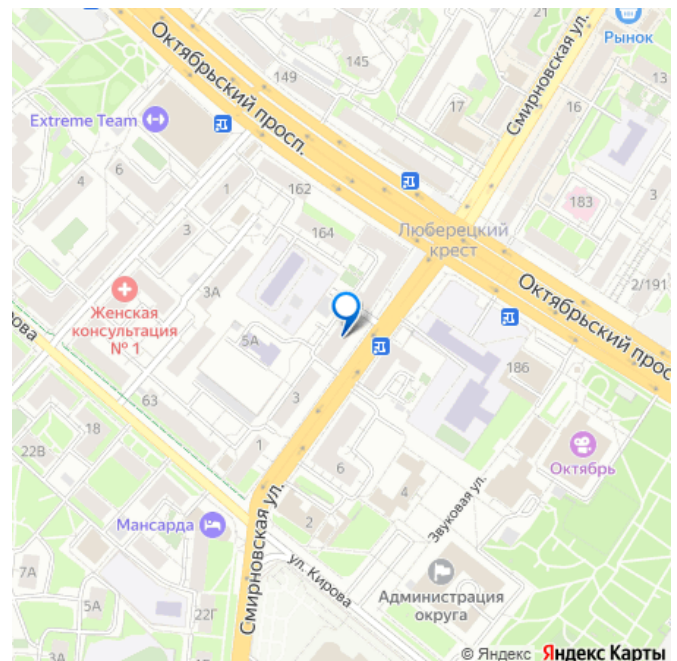 21
Рынок
145
149
Октябрьский просп.
17
Смирновская ул.
13
16
Extreme Team
4
6
1
162
183
3
3
164
Люберецкий
крест
2/191
3А
Октябрьский прос
Женская
консультация
№ 1
рова
5А
186
63
3
18
22В
1
6
Октябрь
4
Мансарда
2
Звуковая ул.
ул. Кирова
7А
5А
22Г
Смирновская ул.
Администрация
округа
3А
© Яндекс Яндекс Карты